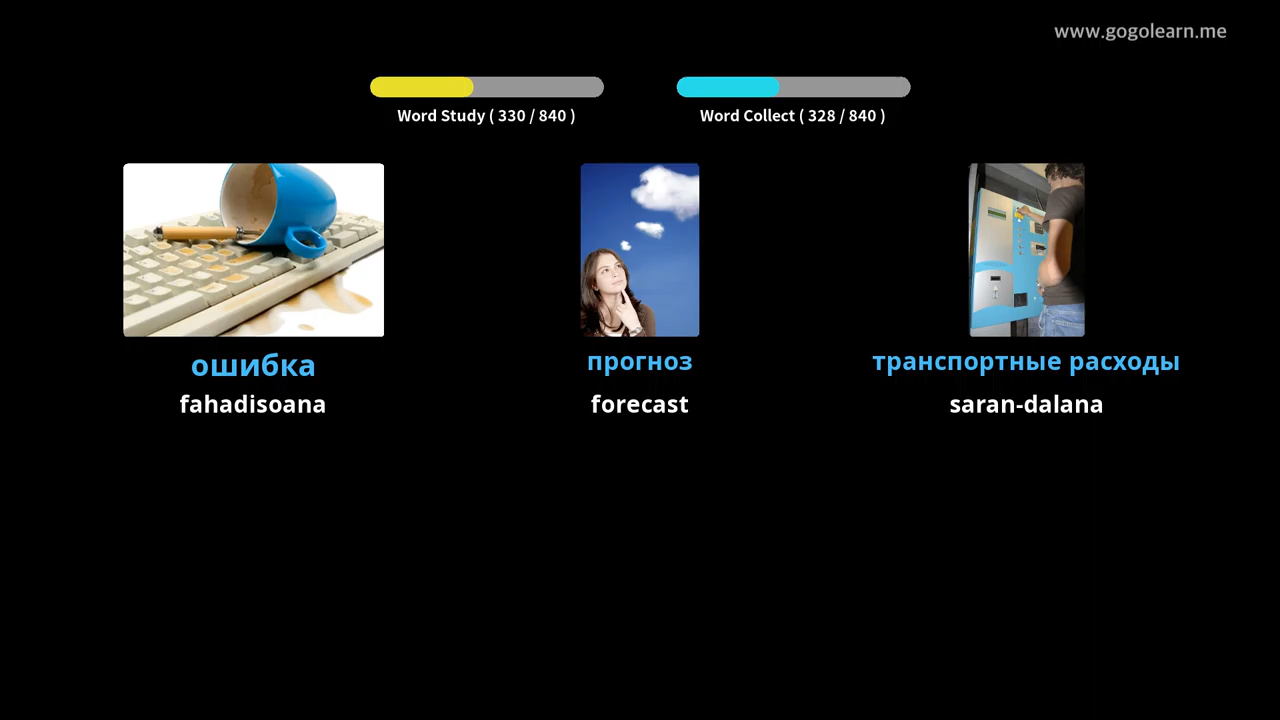 www.gogolearn.me
Word Study ( 330 / 840 )
Word Collect ( 328 / 840 )
ошибка
fahadisoana
прогноз
forecast
транспортные расходы
saran-dalana